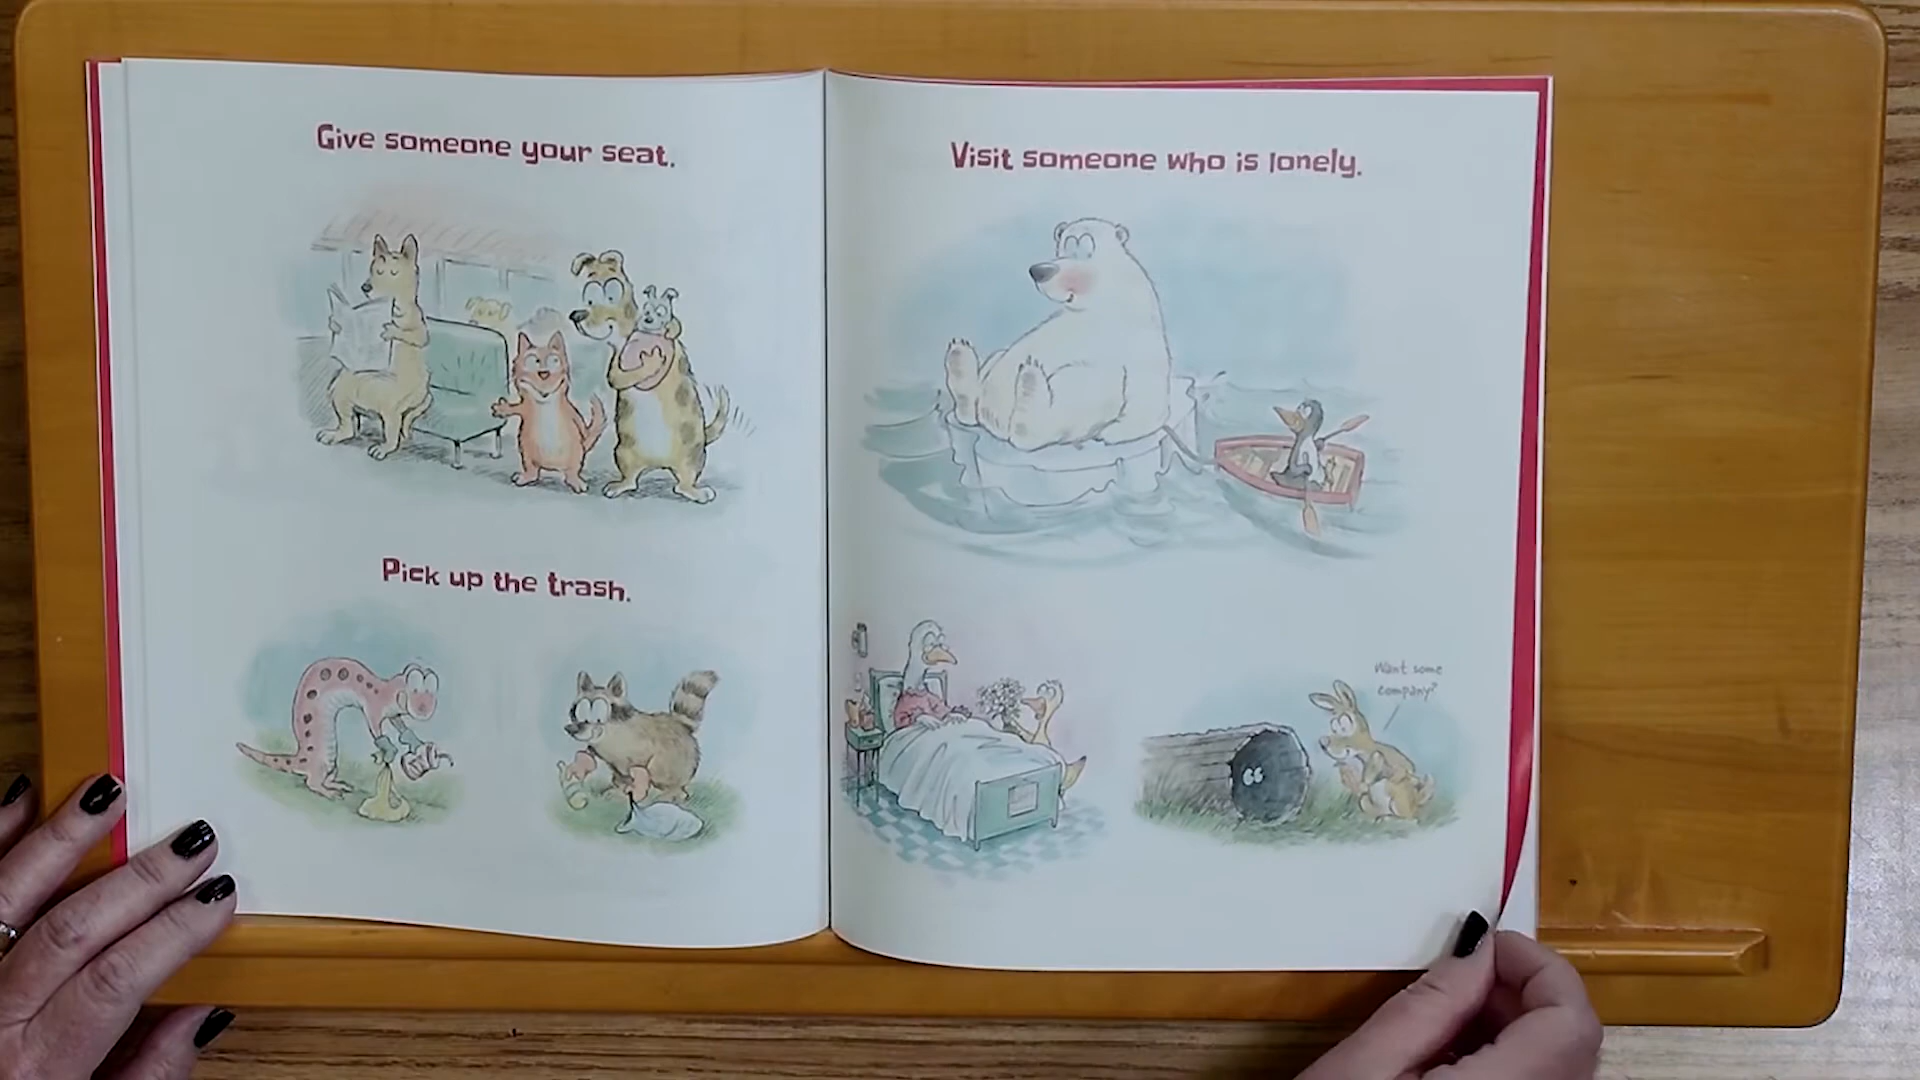 Give someone your seat.
Pick up the trash.
Visit someone who is lonely.
Want some
company?